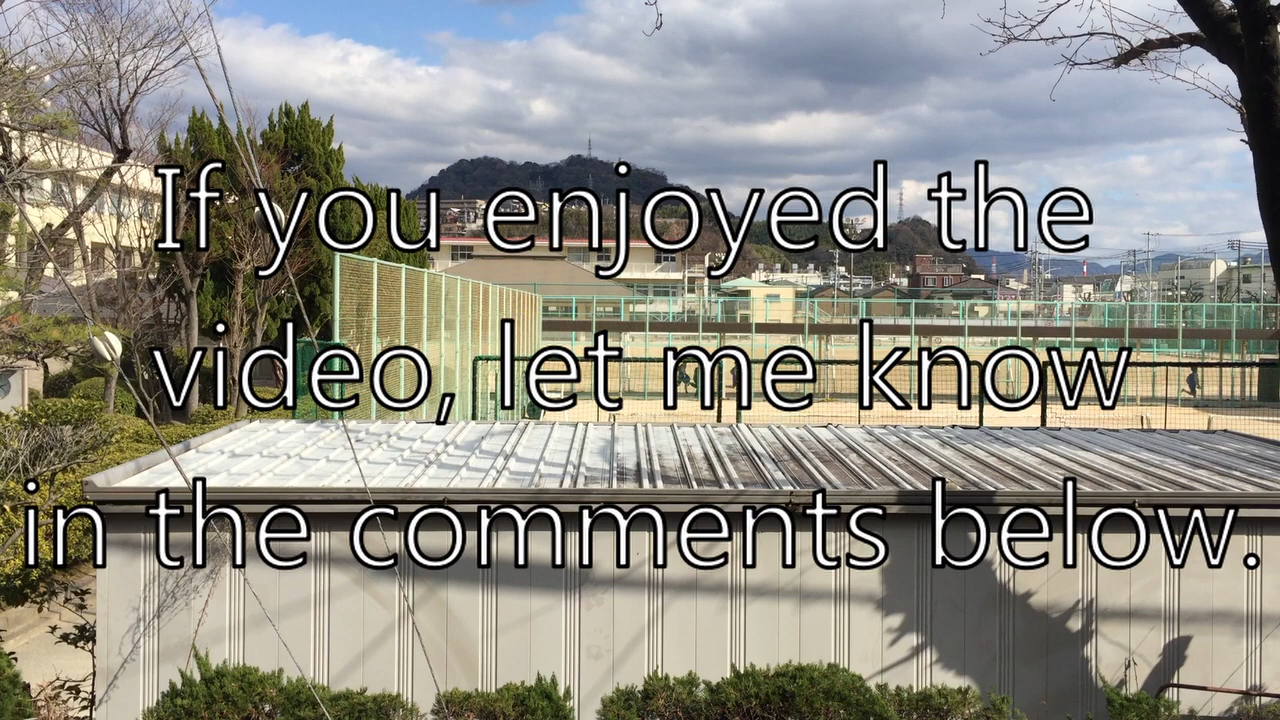 If you enjoyed the
video, let me know
in the comments below.